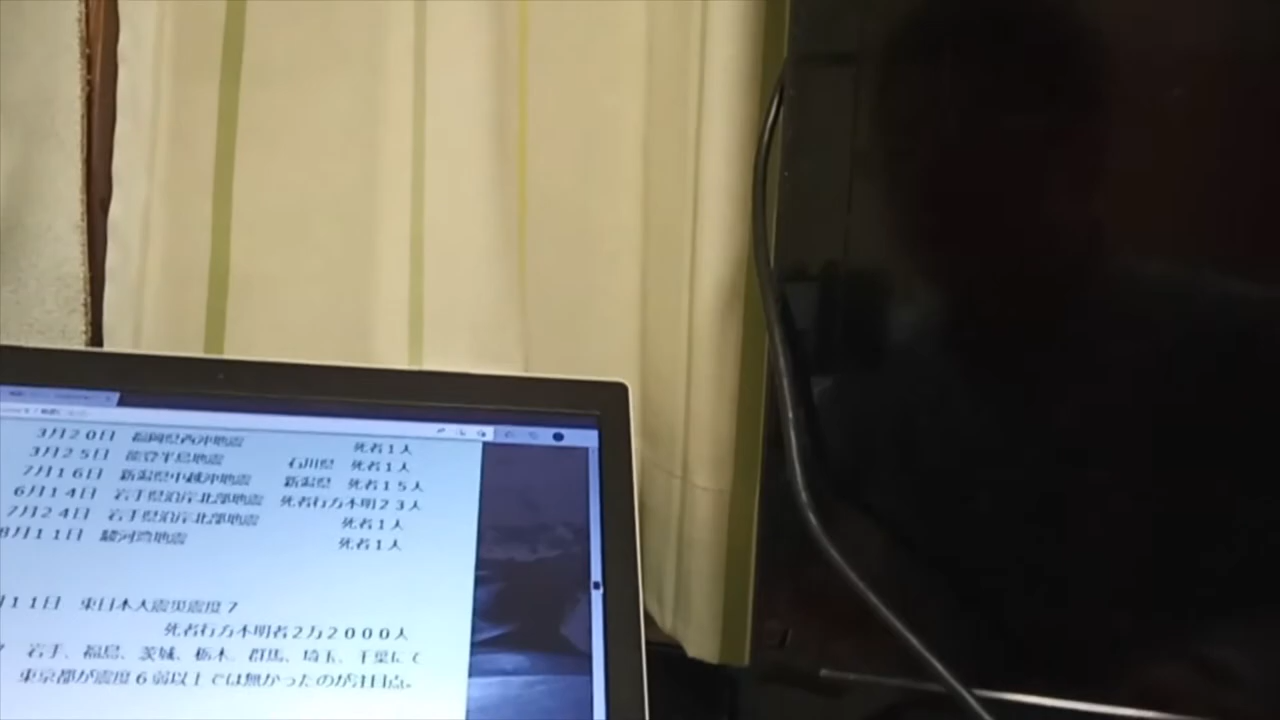 3月20日 福岡県西沖地震 死者1人
3月25日 能登半島地震 石川県 死者1人
7月16日 新潟県中越沖地震 新潟県 死者15人
6月14日 岩手県沿岸北部地震 死者行方不明23人
7月24日 岩手県沿岸北部地震 死者1人
8月11日 駿河湾地震 死者1人
月11日 東日本大震災震度7
死者行方不明者2万2000人
岩手、福島、茨城、栃木、群馬、埼玉、千葉にて
東京都が震度6弱以上では無かったのが注目点。